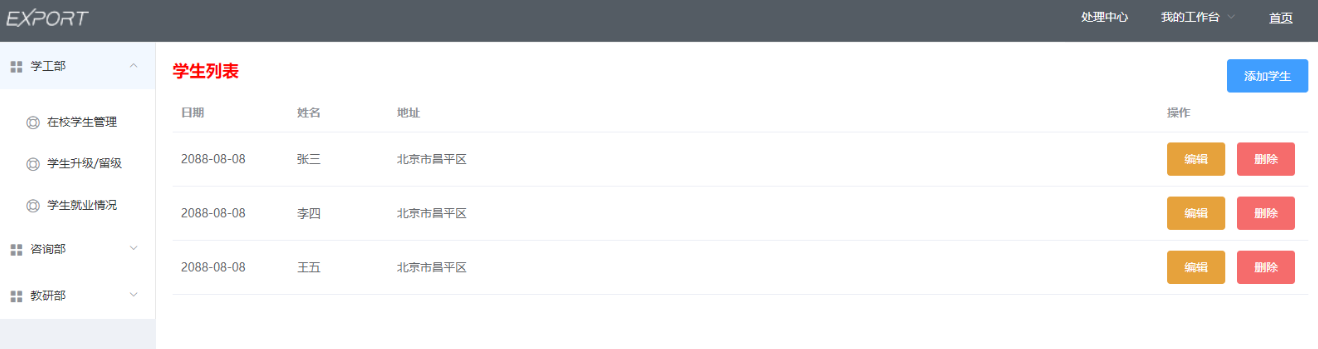 EXPORT
处理中心 我的工作台 首页
学工部
在校学生管理
学生升级/留级
学生就业情况
咨询部
教研部
学生列表
添加学生
日期 姓名 地址 操作
2088-08-08 张三 北京市昌平区 编辑 删除
2088-08-08 李四 北京市昌平区 编辑 删除
2088-08-08 王五 北京市昌平区 编辑 删除